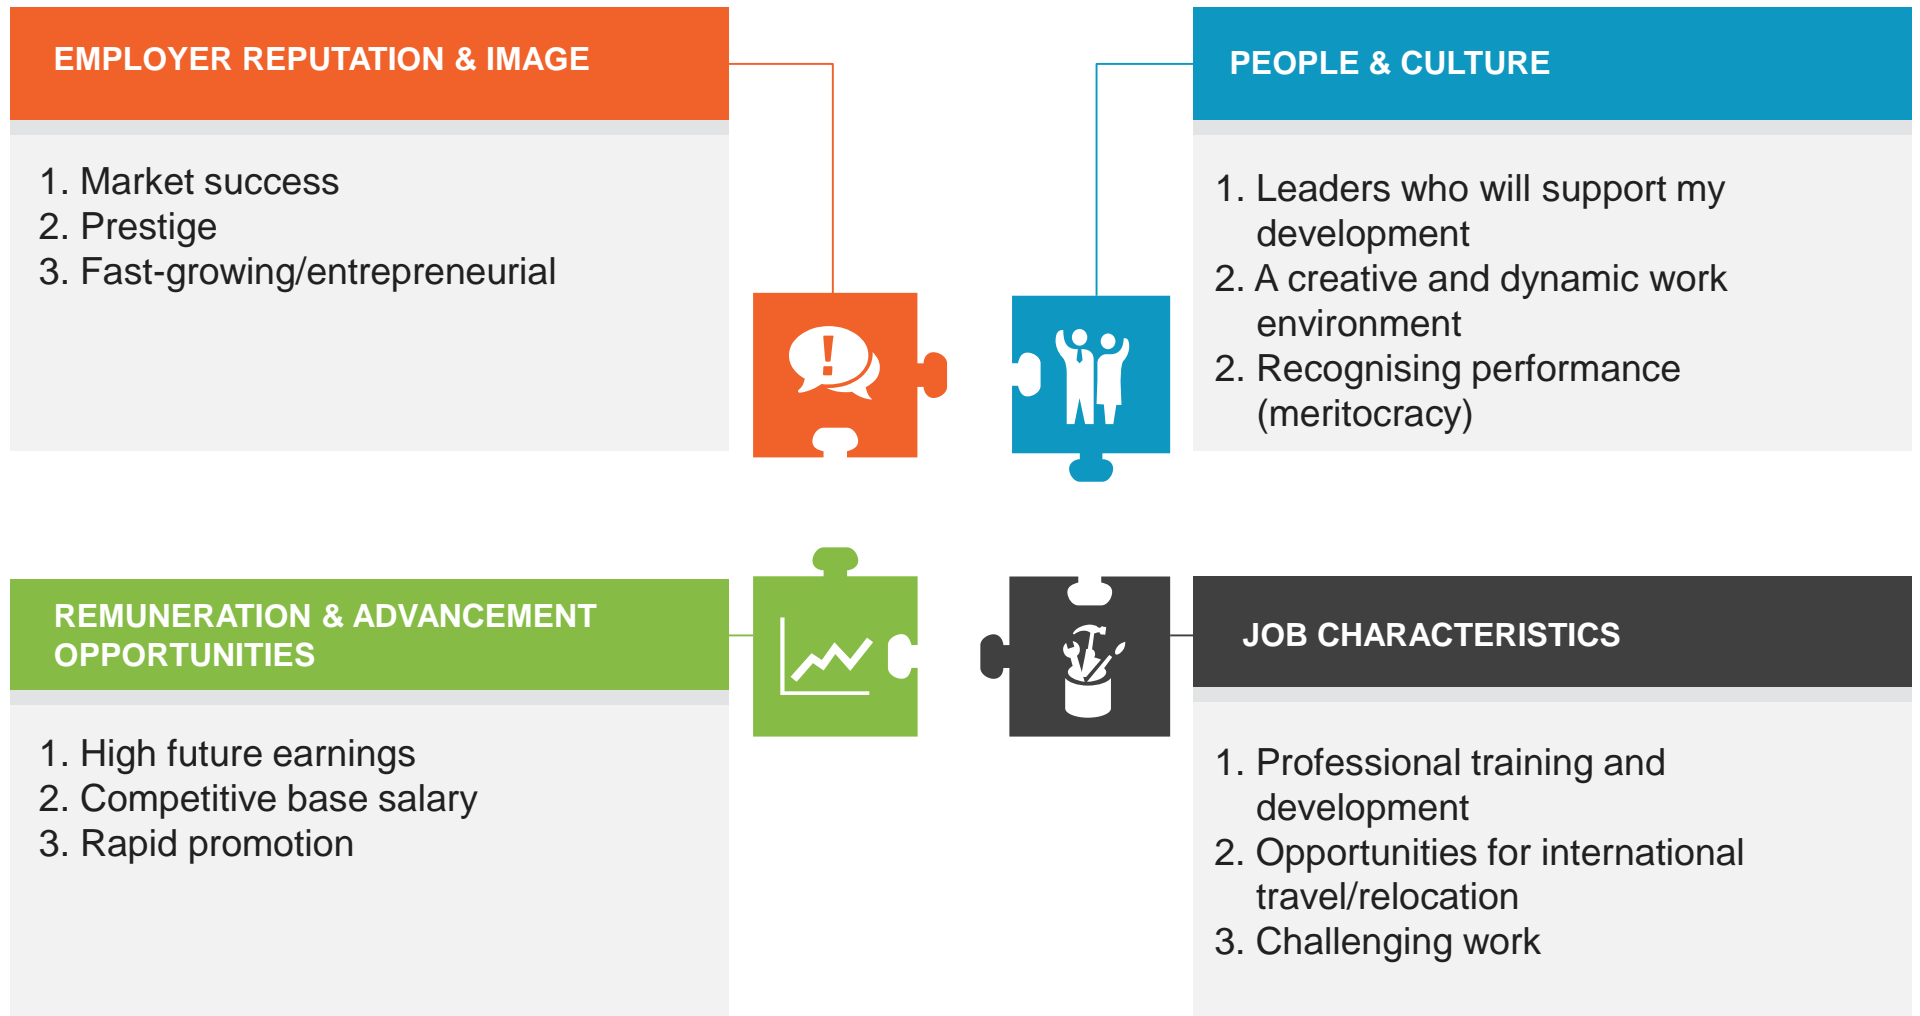 EMPLOYER REPUTATION & IMAGE
1. Market success
2. Prestige
3. Fast-growing/entrepreneurial
PEOPLE & CULTURE
1. Leaders who will support my
development
2. A creative and dynamic work
environment
2. Recognising performance
(meritocracy)
!
REMUNERATION & ADVANCEMENT
OPPORTUNITIES
1. High future earnings
2. Competitive base salary
3. Rapid promotion
JOB CHARACTERISTICS
1. Professional training and
development
2. Opportunities for international
travel/relocation
3. Challenging work